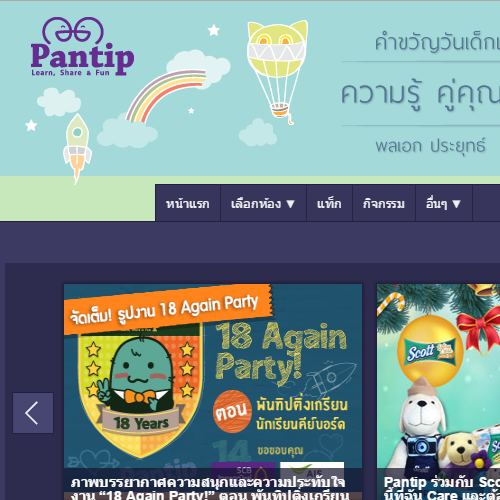 Pantip
Learn, Share & Fun
คำขวัญวันเด็ก
ความรู้ คู่คุณ
พลเอก ประยุทธ์
หน้าแรก
เลือกห้อง ▼
แท็ก
กิจกรรม
อื่นๆ ▼
จัดเต็ม! รูปงาน 18 Again Party
18 Again
Party!
18 Years
ตอน
พันทิปติ่งเกรียน
นักเรียนคีย์บอร์ด
14
ขอขอบคุณ
SCB
Scott
ภาพบรรยากาศความสนุกและความประทับใจ
งาน “18 Again Party!” ตอน พันทิปติ่งเกรียน
Pantip ร่วมกับ Sc
นี้ที่ฉัน Care และรั